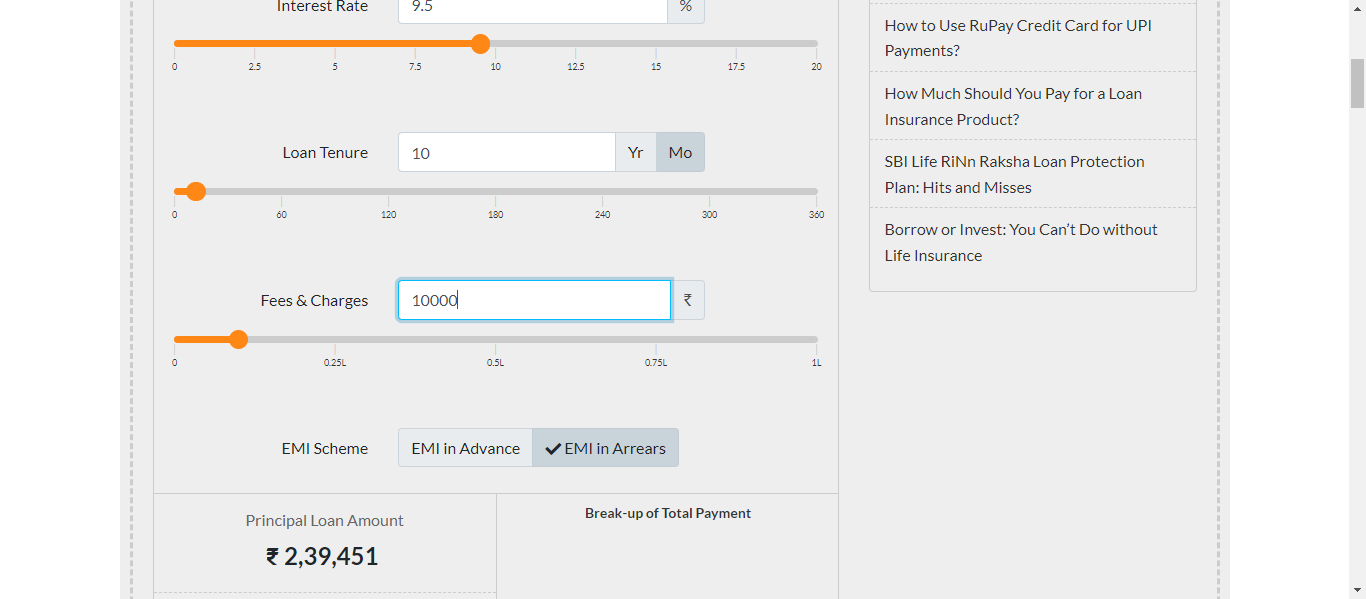 Interest Rate
9.5
%
0 2.5 5 7.5 10 12.5 15 17.5 20
Loan Tenure
10
Yr Mo
0 60 120 180 240 300 360
Fees & Charges
10000
₹
0 0.25L 0.5L 0.75L 1L
EMI Scheme
EMI in Advance
EMI in Arrears
Principal Loan Amount
₹ 2,39,451
Break-up of Total Payment
How to Use RuPay Credit Card for UPI
Payments?
How Much Should You Pay for a Loan
Insurance Product?
SBI Life RiNn Raksha Loan Protection
Plan: Hits and Misses
Borrow or Invest: You Can’t Do without
Life Insurance